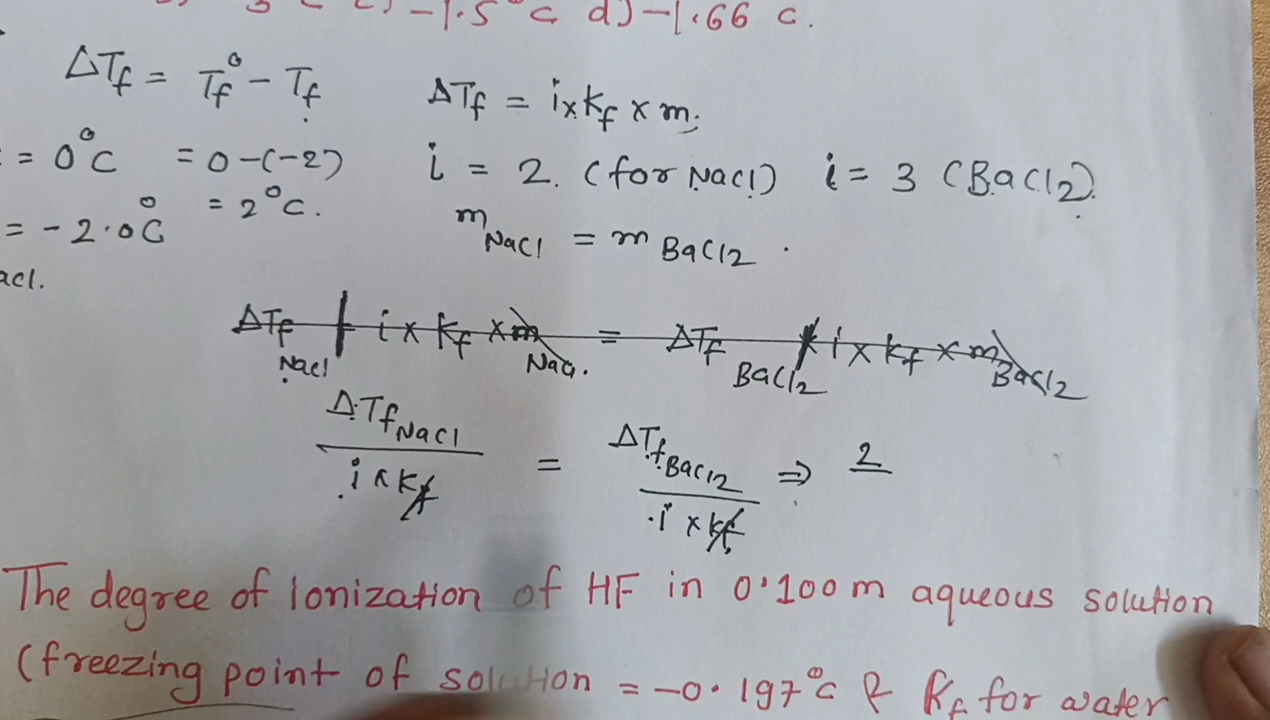 -1.5°C d) -1.66 C.
ΔTf = Tf° - Tf ΔTf = i x Kf x m.
= 0°C = 0-(-2) i = 2. (for NaCl) i = 3 (BaCl2).
= -2.0°C = 2°C. m NaCl = m BaCl2.
acl.
ΔTf NaCl i x Kf x m NaCl. = ΔTf BaCl2 i x Kf x m BaCl2
ΔTf NaCl / i x Kf = ΔTf BaCl2 / i x Kf ⇒ 2
The degree of Ionization of HF in 0.100 m aqueous solution
(freezing point of solution = -0.197°C & Kf for water